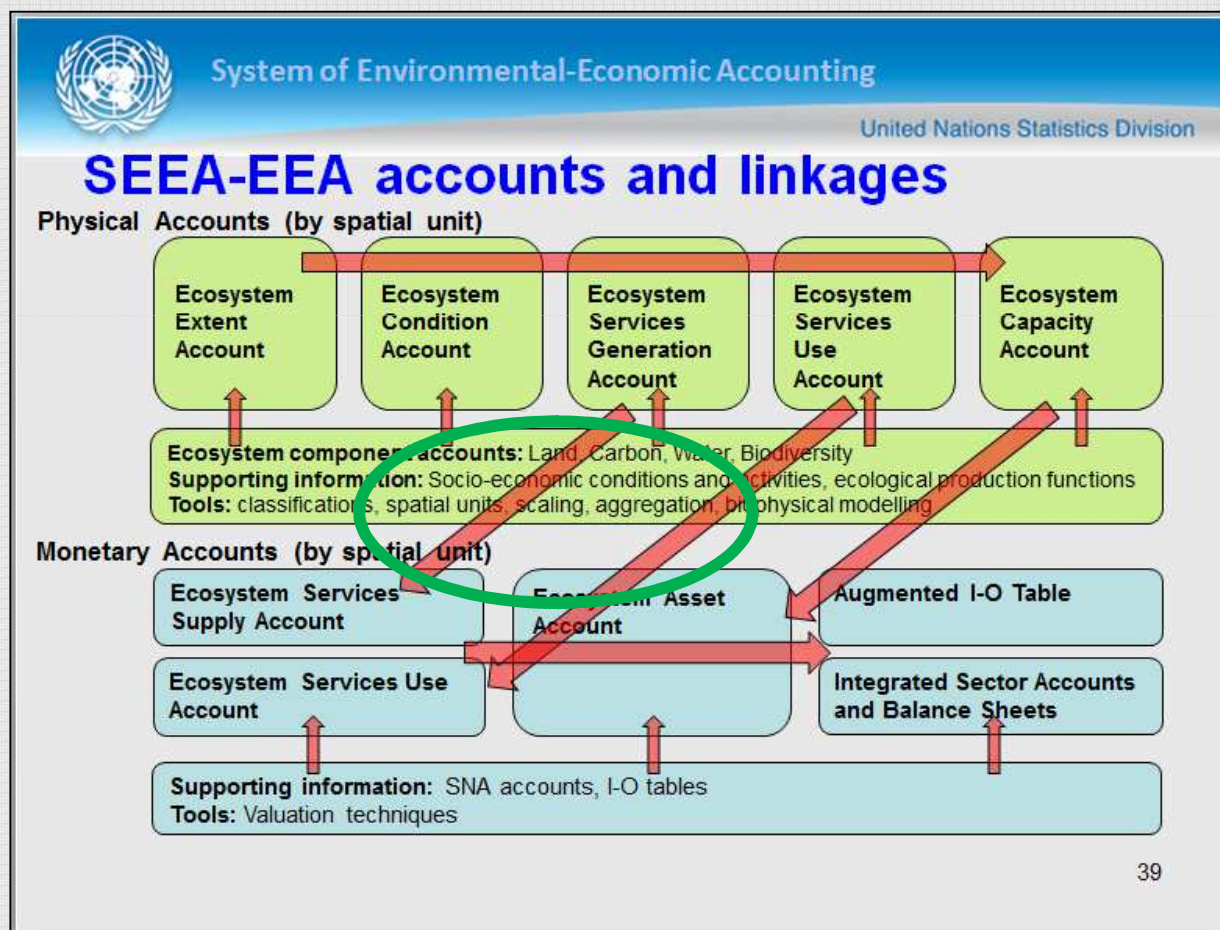 System of Environmental-Economic Accounting
United Nations Statistics Division
SEEA-EEA accounts and linkages
Physical Accounts (by spatial unit)
Ecosystem
Extent
Account
Ecosystem
Condition
Account
Ecosystem
Services
Generation
Account
Ecosystem
Services
Use
Account
Ecosystem
Capacity
Account
Ecosystem component accounts: Land, Carbon, Water, Biodiversity
Supporting information: Socio-economic conditions and activities, ecological production functions
Tools: classifications, spatial units, scaling, aggregation, biophysical modelling
Monetary Accounts (by spatial unit)
Ecosystem Services
Supply Account
Ecosystem Services Use
Account
Ecosystem Asset
Account
Augmented I-O Table
Integrated Sector Accounts
and Balance Sheets
Supporting information: SNA accounts, I-O tables
Tools: Valuation techniques
39